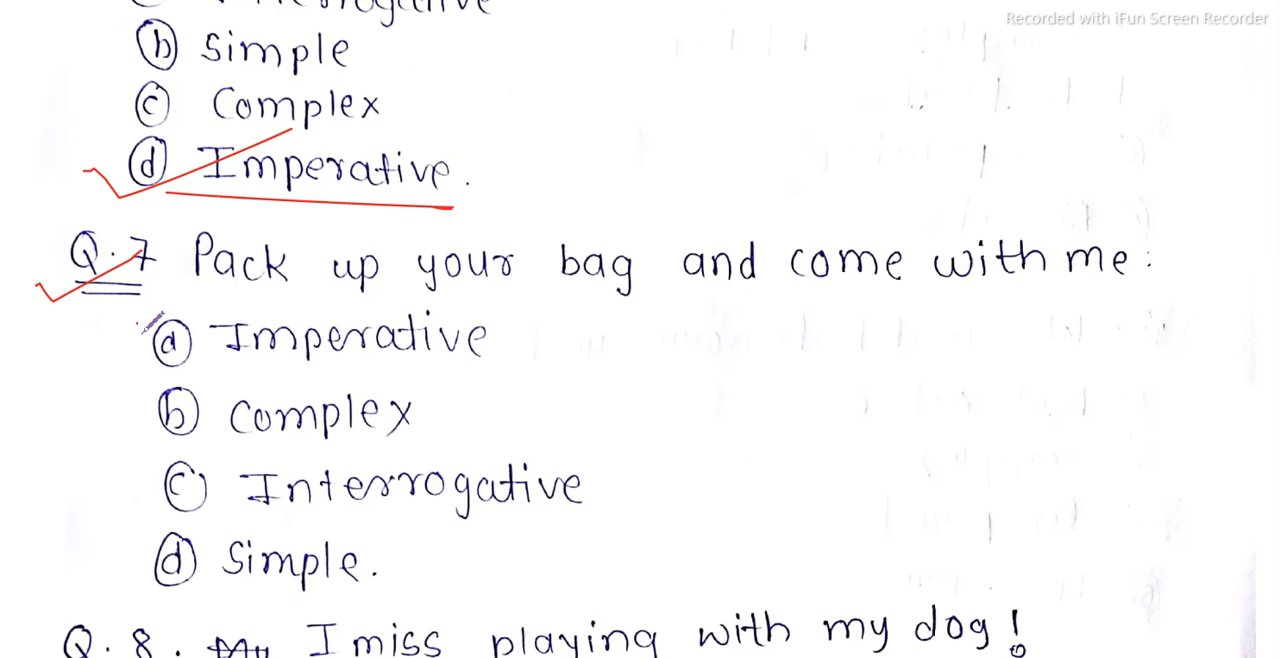 Recorded with iFun Screen Recorder
b Simple
c Complex
d Imperative.
Q.7 Pack up your bag and come with me:
a Imperative
b Complex
c Interrogative
d Simple.
Q.8. I miss playing with my dog!